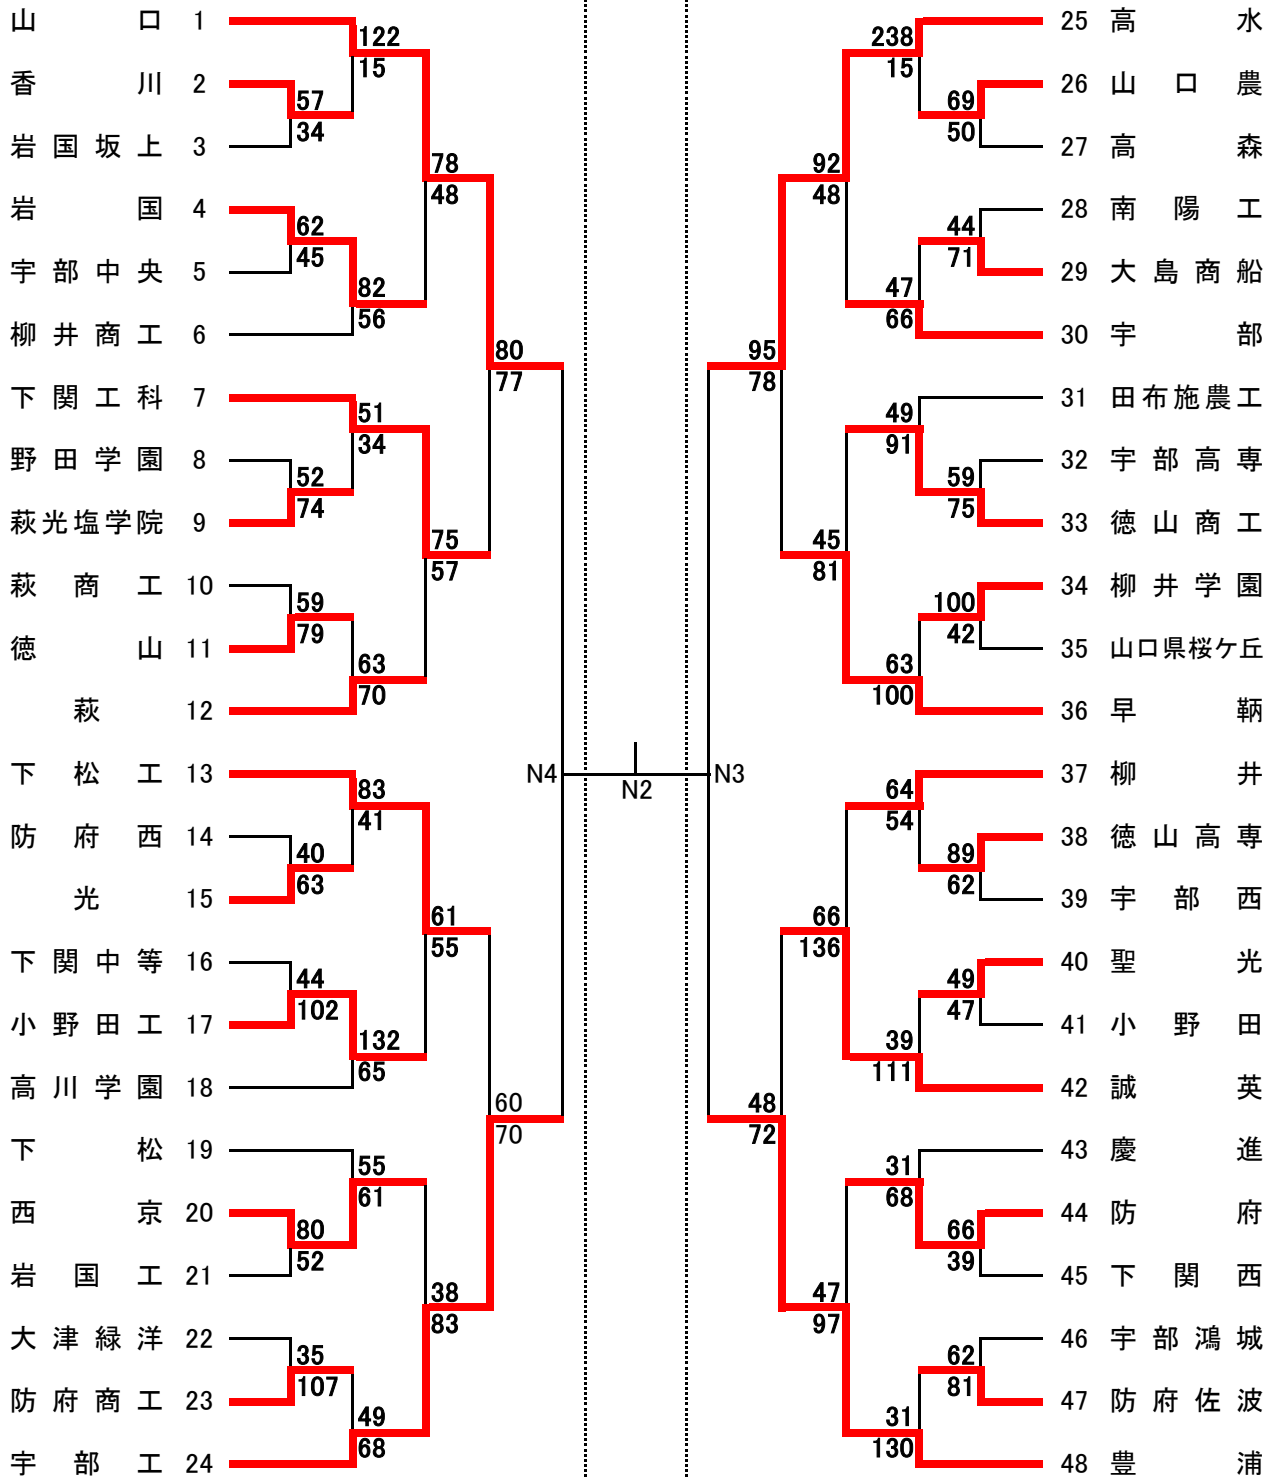 山口 1
香川 2
岩国坂上 3
岩国 4
宇部中央 5
柳井商工 6
下関工科 7
野田学園 8
萩光塩学院 9
萩商工 10
徳山 11
萩 12
下松工 13
防府西 14
光 15
下関中等 16
小野田工 17
高川学園 18
下松 19
西京 20
岩国工 21
大津緑洋 22
防府商工 23
宇部工 24
57
34
62
45
52
74
59
79
40
63
44
102
80
52
35
107
122
15
82
56
51
34
63
70
83
41
132
65
55
61
49
68
78
48
75
57
61
55
38
83
80
77
60
70
N4
N2
N3
95
78
48
72
92
48
45
81
66
136
47
97
238
15
47
66
49
91
63
100
64
54
39
111
31
68
31
130
69
50
44
71
59
75
100
42
89
62
49
47
66
39
62
81
25 高水
26 山口農
27 高森
28 南陽工
29 大島商船
30 宇部
31 田布施農工
32 宇部高専
33 徳山商工
34 柳井学園
35 山口県桜ケ丘
36 早鞆
37 柳井
38 徳山高専
39 宇部西
40 聖光
41 小野田
42 誠英
43 慶進
44 防府
45 下関西
46 宇部鴻城
47 防府佐波
48 豊浦